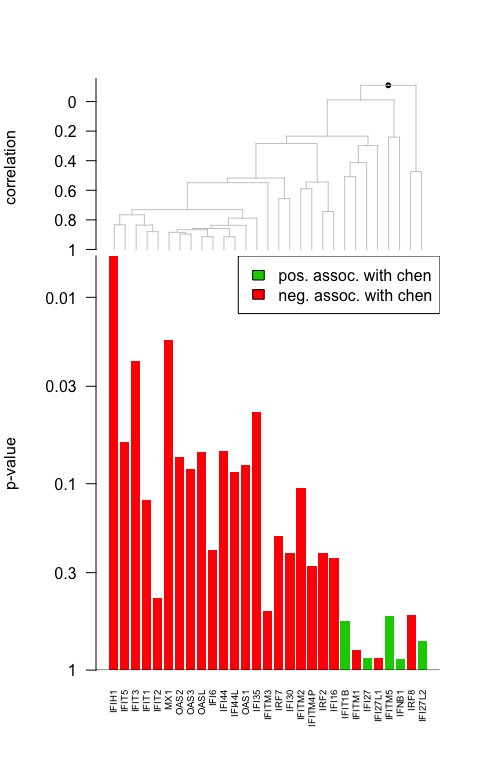 correlation
0
0.2
0.4
0.6
0.8
1
pos. assoc. with chen
neg. assoc. with chen
p-value
0.01
0.03
0.1
0.3
1
IFIH1
IFIT5
IFIT3
IFIT1
IFIT2
MX1
OAS2
OAS3
OASL
IFI6
IFI44
IFI44L
OAS1
IFI35
IFITM3
IRF7
IFI30
IFITM2
IFITM4P
IRF2
IFI16
IFIT1B
IFITM1
IFI27
IFI27L1
IFITM5
IFNB1
IRF8
IFI27L2